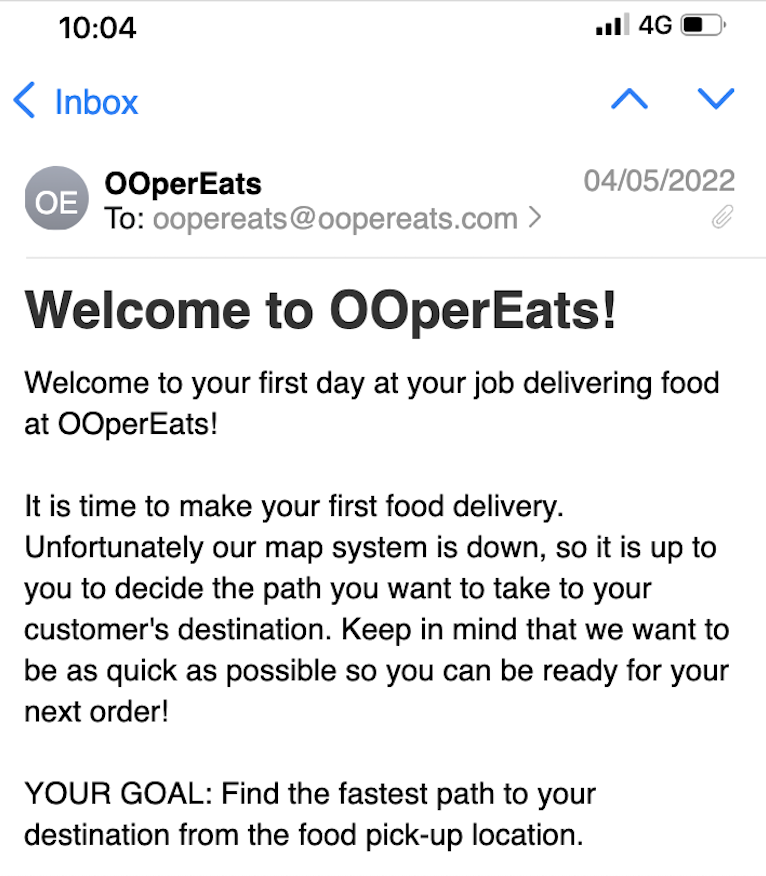 10:04 4G
Inbox
OE OOperEats 04/05/2022
To: oopereats@oopereats.com
Welcome to OOperEats!
Welcome to your first day at your job delivering food
at OOperEats!
It is time to make your first food delivery.
Unfortunately our map system is down, so it is up to
you to decide the path you want to take to your
customer's destination. Keep in mind that we want to
be as quick as possible so you can be ready for your
next order!
YOUR GOAL: Find the fastest path to your
destination from the food pick-up location.